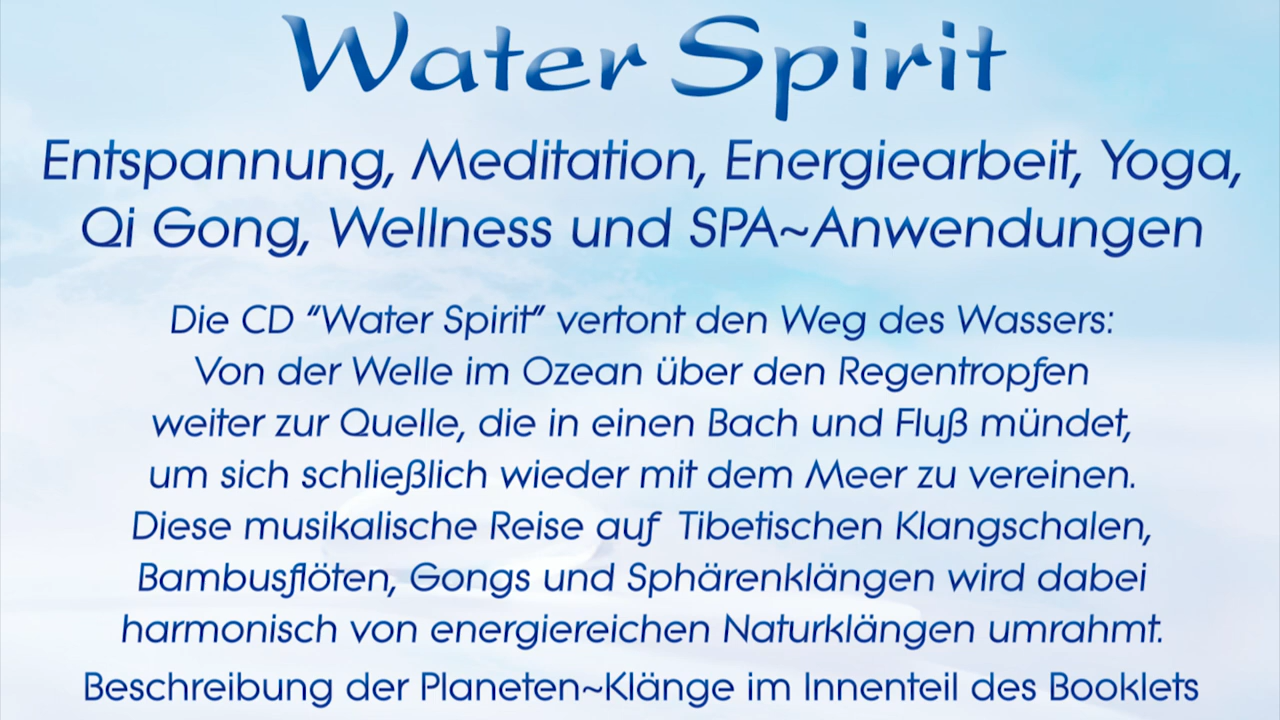 Water Spirit
Entspannung, Meditation, Energiearbeit, Yoga,
Qi Gong, Wellness und SPA~Anwendungen
Die CD "Water Spirit" vertont den Weg des Wassers:
Von der Welle im Ozean über den Regentropfen
weiter zur Quelle, die in einen Bach und Fluß mündet,
um sich schließlich wieder mit dem Meer zu vereinen.
Diese musikalische Reise auf Tibetischen Klangschalen,
Bambusflöten, Gongs und Sphärenklängen wird dabei
harmonisch von energiereichen Naturklängen umrahmt.
Beschreibung der Planeten~Klänge im Innenteil des Booklets